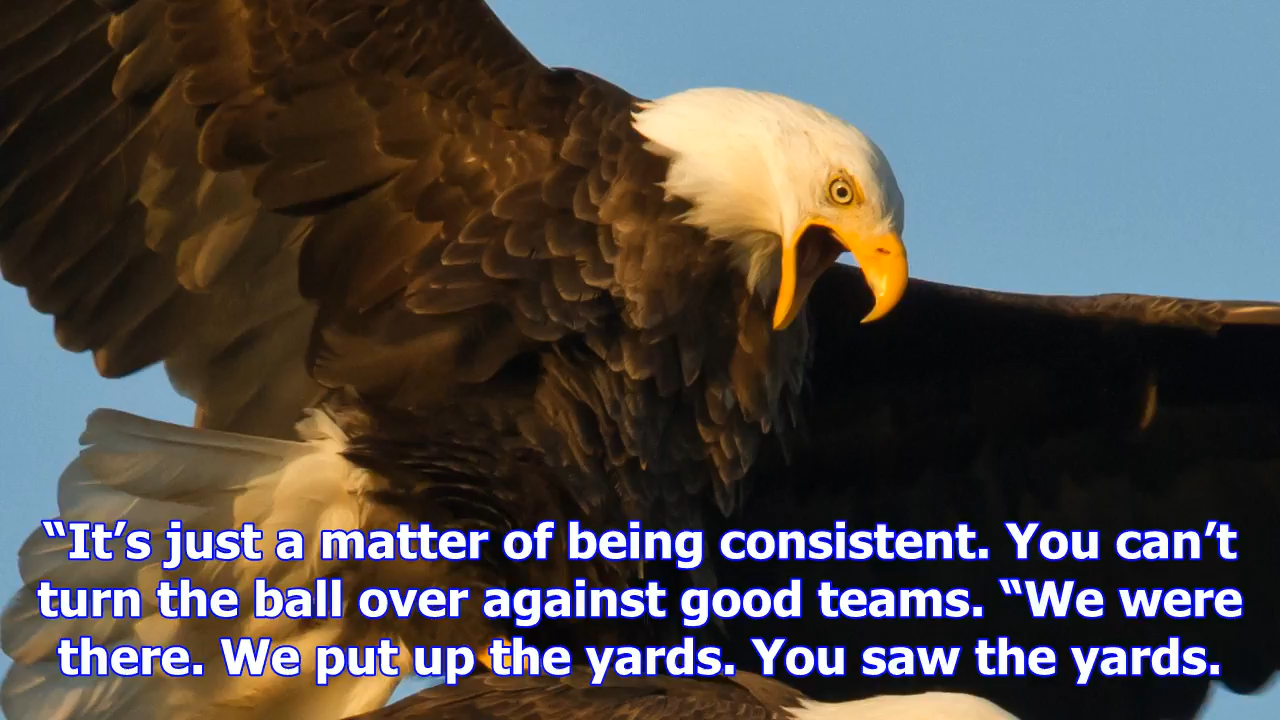 “It’s just a matter of being consistent. You can’t
turn the ball over against good teams. “We were
there. We put up the yards. You saw the yards.